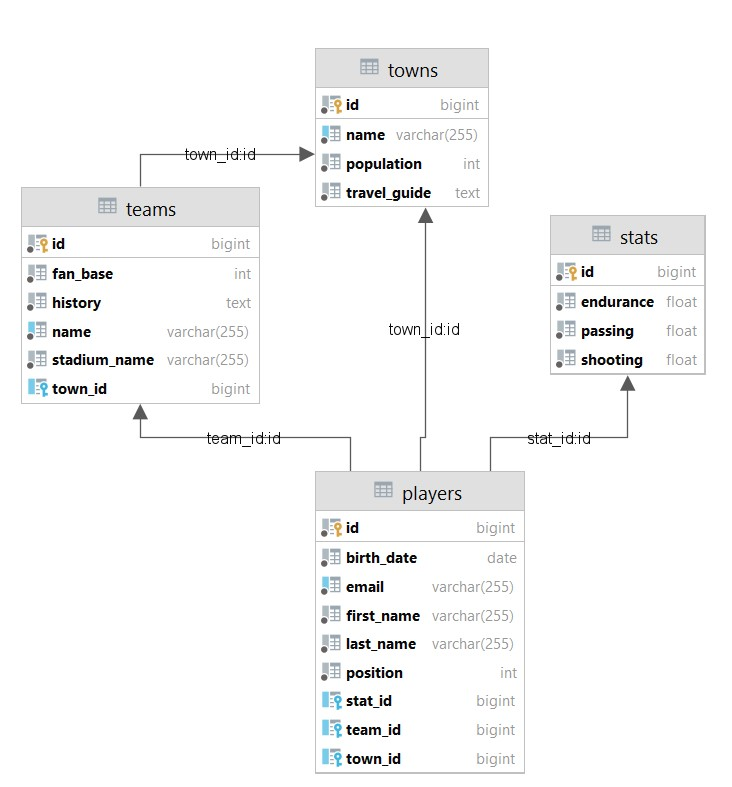 towns
id bigint
name varchar(255)
population int
travel_guide text
town_id:id
teams
id bigint
fan_base int
history text
name varchar(255)
stadium_name varchar(255)
town_id bigint
stats
id bigint
endurance float
passing float
shooting float
town_id:id
team_id:id
stat_id:id
players
id bigint
birth_date date
email varchar(255)
first_name varchar(255)
last_name varchar(255)
position int
stat_id bigint
team_id bigint
town_id bigint